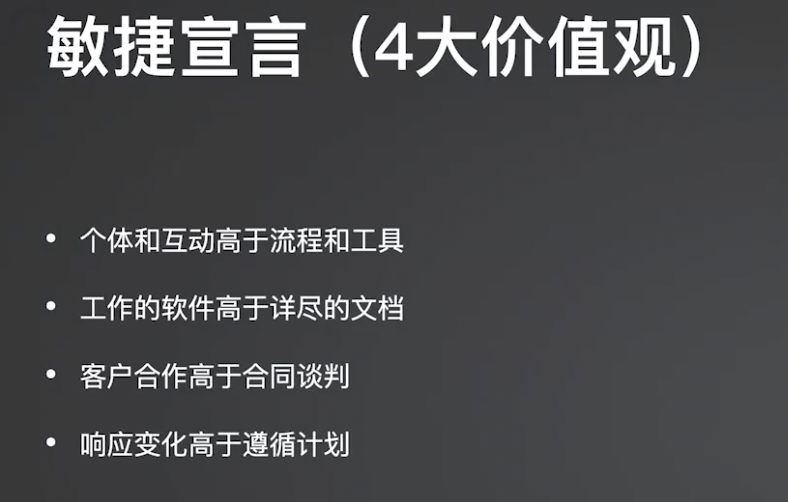 敏捷宣言（4大价值观）
• 个体和互动高于流程和工具
• 工作的软件高于详尽的文档
• 客户合作高于合同谈判
• 响应变化高于遵循计划